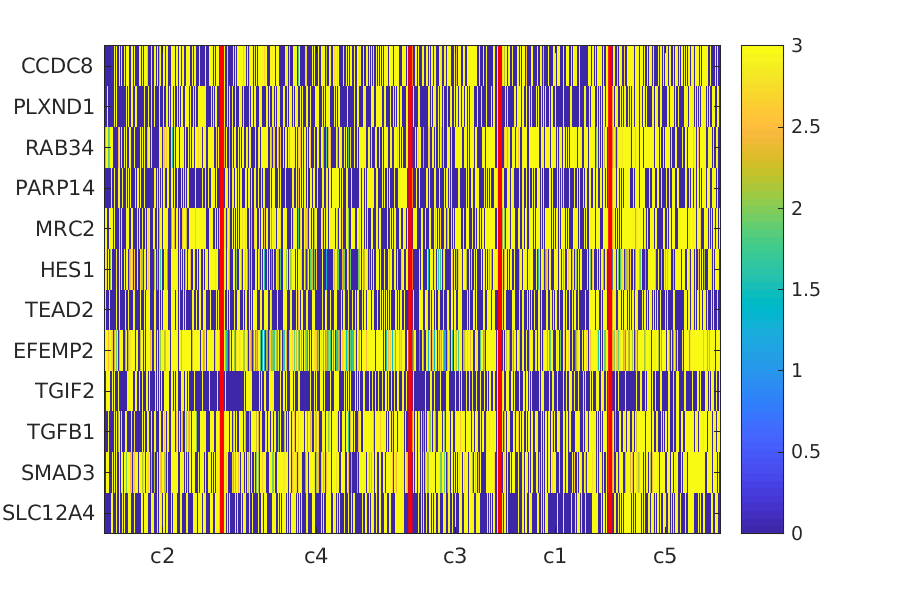 CCDC8
PLXND1
RAB34
PARP14
MRC2
HES1
TEAD2
EFEMP2
TGIF2
TGFB1
SMAD3
SLC12A4
c2 c4 c3 c1 c5
3
2.5
2
1.5
1
0.5
0